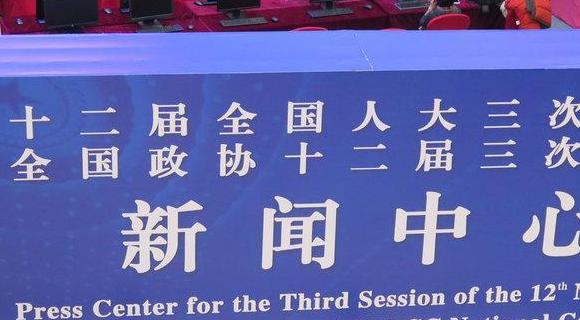 十二届全国人大三次
全国政协十二届三次
新闻中心
Press Center for the Third Session of the 12th
National